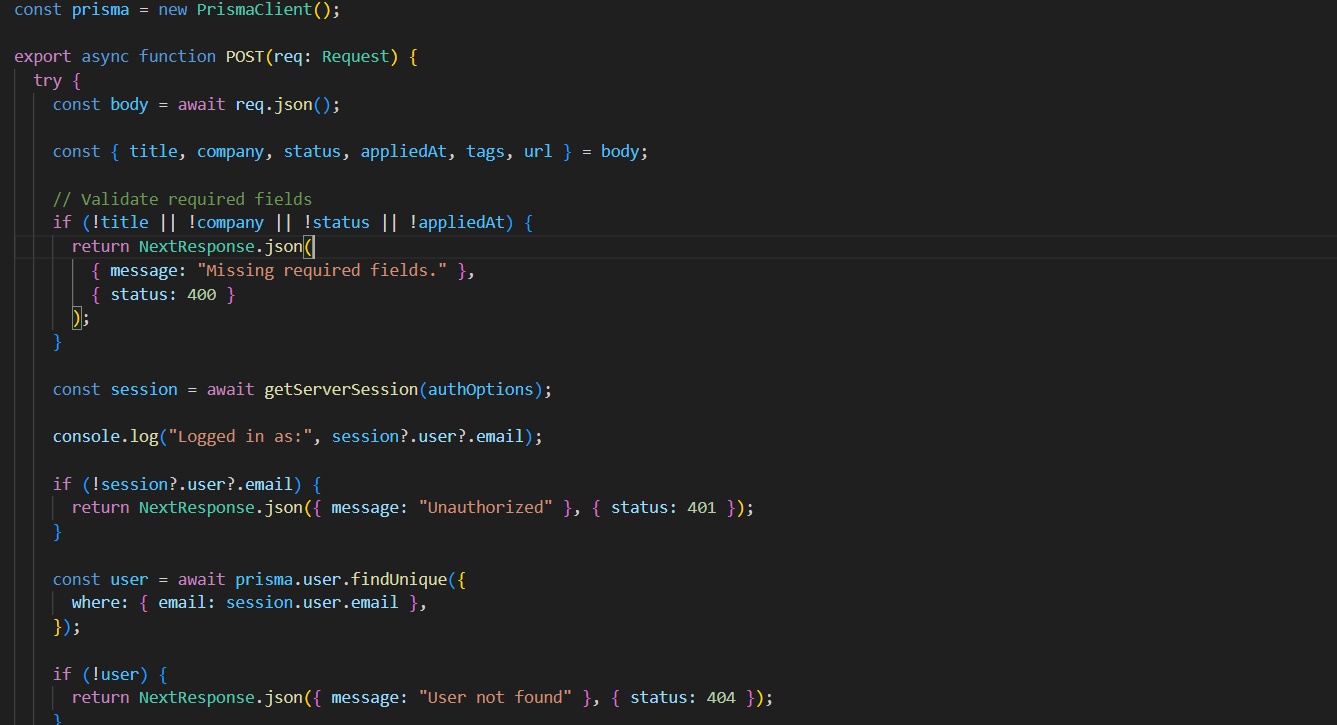 const prisma = new PrismaClient();
export async function POST(req: Request) {
try {
const body = await req.json();
const { title, company, status, appliedAt, tags, url } = body;
// Validate required fields
if (!title || !company || !status || !appliedAt) {
return NextResponse.json(
{ message: "Missing required fields." },
{ status: 400 }
);
}
const session = await getServerSession(authOptions);
console.log("Logged in as:", session?.user?.email);
if (!session?.user?.email) {
return NextResponse.json({ message: "Unauthorized" }, { status: 401 });
}
const user = await prisma.user.findUnique({
where: { email: session.user.email },
});
if (!user) {
return NextResponse.json({ message: "User not found" }, { status: 404 });
}